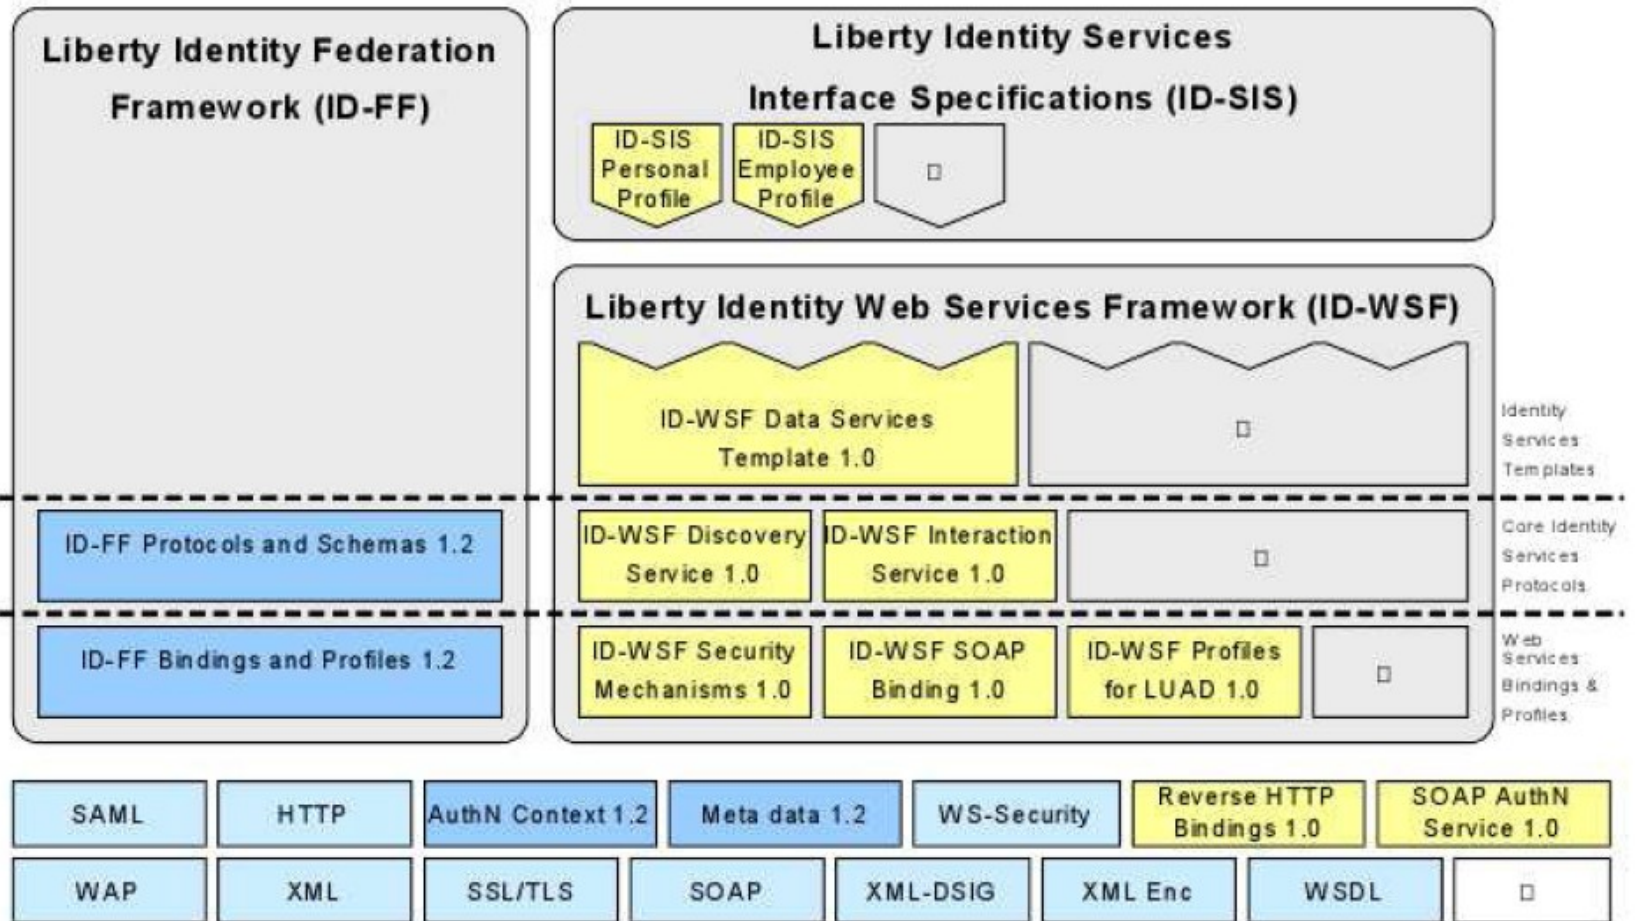 Liberty Identity Federation
Framework (ID-FF)
Liberty Identity Services
Interface Specifications (ID-SIS)
ID-SIS
Personal
Profile
ID-SIS
Employee
Profile
Liberty Identity Web Services Framework (ID-WSF)
ID-WSF Data Services
Template 1.0
Identity
Services
Templates
ID-FF Protocols and Schemas 1.2
ID-WSF Discovery
Service 1.0
ID-WSF Interaction
Service 1.0
Core Identity
Services
Protocols
ID-FF Bindings and Profiles 1.2
ID-WSF Security
Mechanisms 1.0
ID-WSF SOAP
Binding 1.0
ID-WSF Profiles
for LUAD 1.0
Web
Services
Bindings &
Profiles
SAML
HTTP
AuthN Context 1.2
Meta data 1.2
WS-Security
Reverse HTTP
Bindings 1.0
SOAP AuthN
Service 1.0
WAP
XML
SSL/TLS
SOAP
XML-DSIG
XML Enc
WSDL